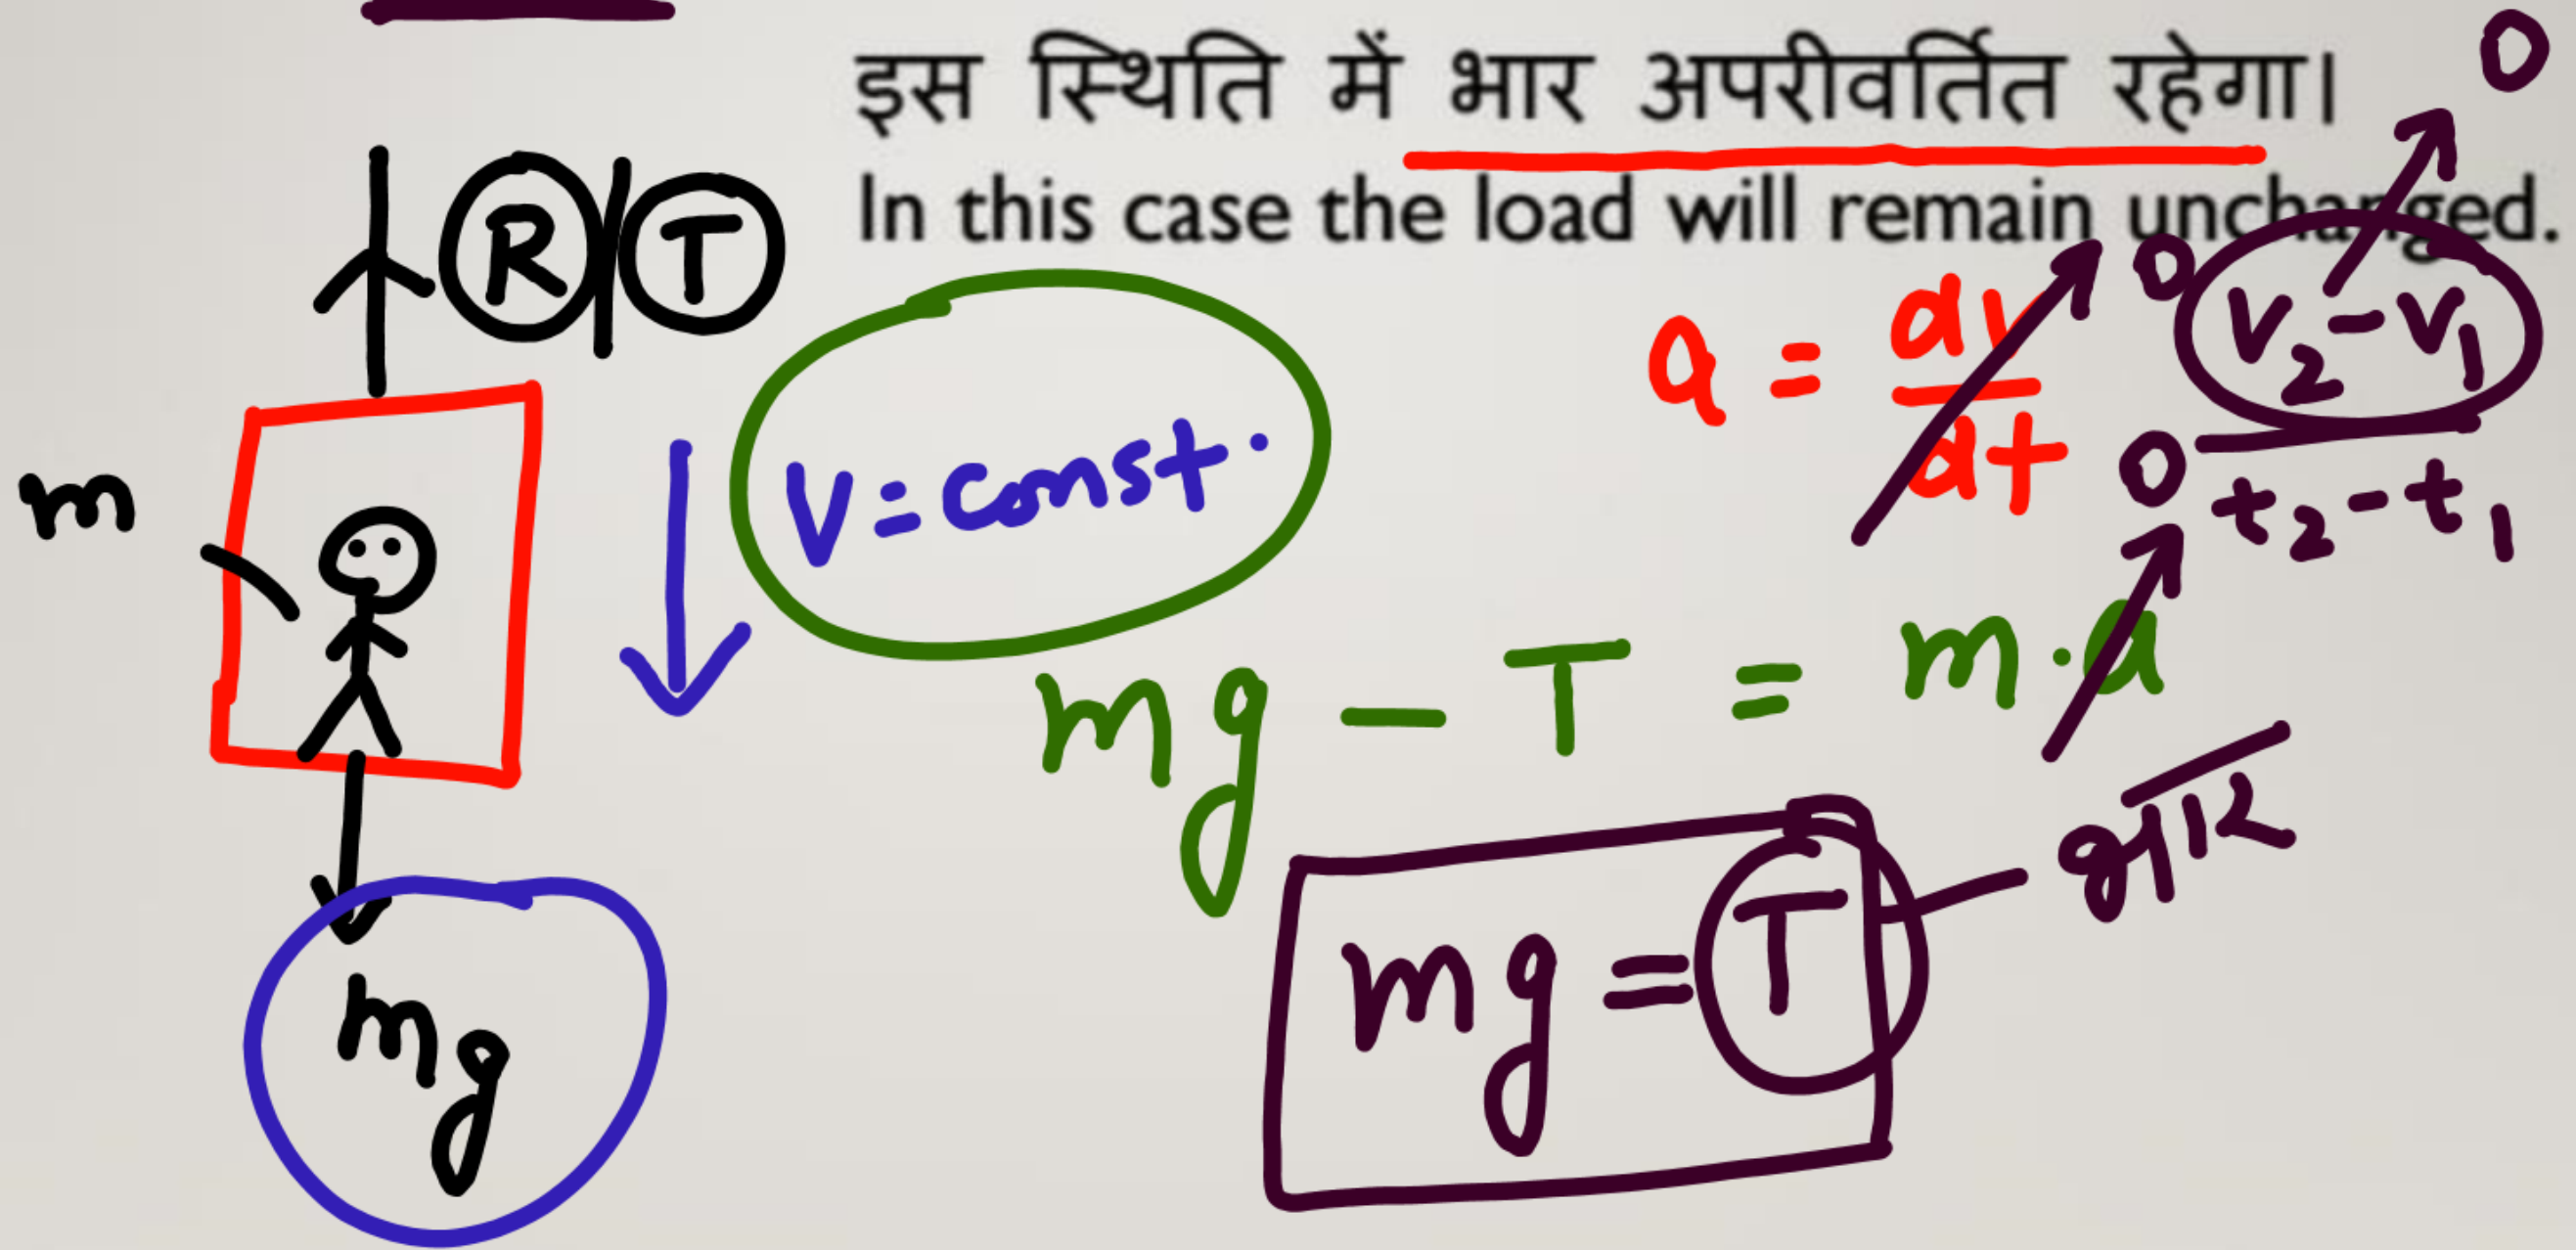 इस स्थिति में भार अपरीवर्तित रहेगा।
0
In this case the load will remain unchanged.
R | T
a = dv/dt
0
V₂-V₁
0
t₂-t₁
V = const.
m
mg - T = m.a
भार
mg = T
mg